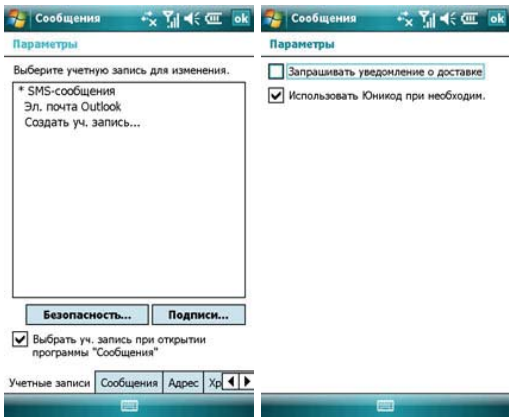 Сообщения
ok
Параметры
Выберите учетную запись для изменения.
* SMS-сообщения
Эл. почта Outlook
Создать уч. запись...
Безопасность...
Подписи...
Выбрать уч. запись при открытии
программы "Сообщения"
Учетные записи
Сообщения
Адрес
Хр
Сообщения
ok
Параметры
Запрашивать уведомление о доставке
Использовать Юникод при необходим.